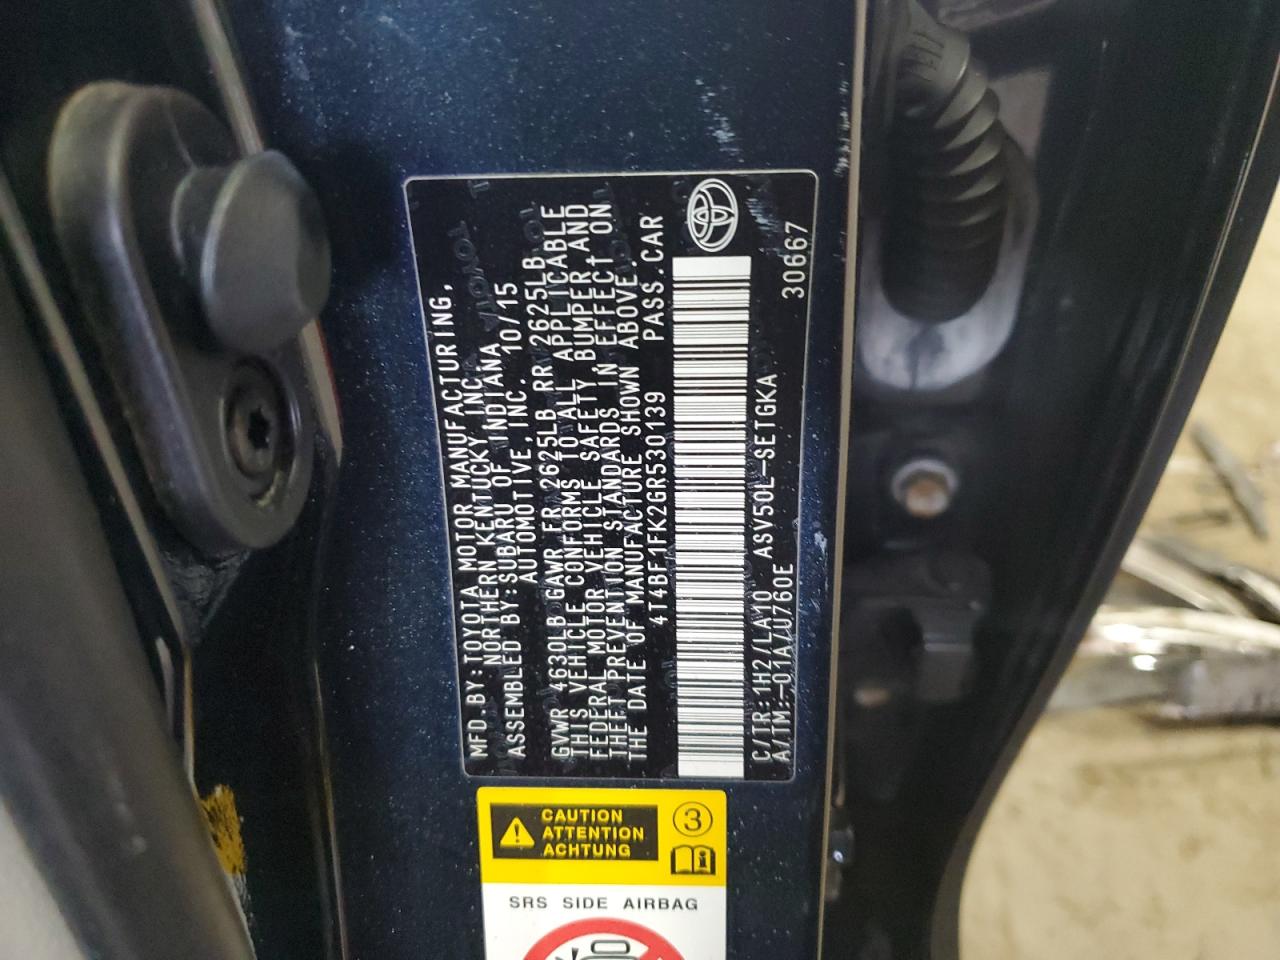 MFD.BY:TOYOTA MOTOR MANUFACTURING,
NORTHERN KENTUCKY INC.
ASSEMBLED BY:SUBARU OF INDIANA
AUTOMOTIVE, INC. 10/15
GVWR 4630LB GAWR FR 2625LB RR 2625LB
THIS VEHICLE CONFORMS TO ALL APPLICABLE
FEDERAL MOTOR VEHICLE SAFETY,BUMPER AND
THEFT PREVENTION STANDARDS IN EFFECT ON
THE DATE OF MANUFACTURE SHOWN ABOVE.
4T4BF1FK2GR530139 PASS.CAR
C/TR:1H2/LA10 ASV50L-SETGKA
A/TM:-01A/U760E 30667
CAUTION
ATTENTION
ACHTUNG
3
SRS SIDE AIRBAG